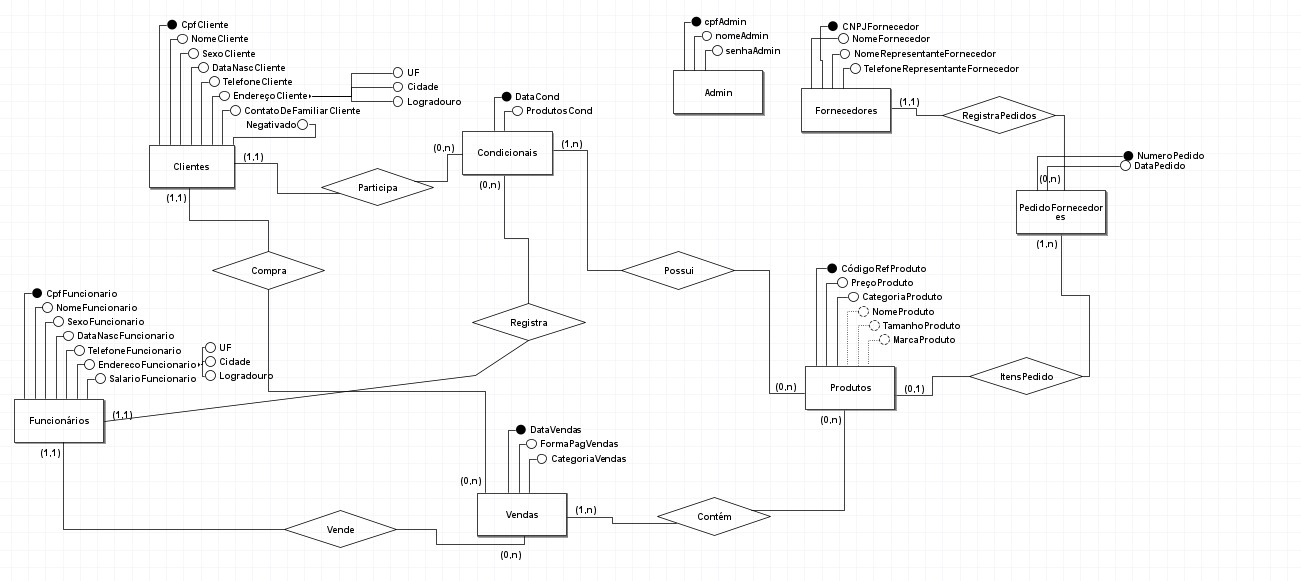 CpfCliente
NomeCliente
SexoCliente
DataNascCliente
TelefoneCliente
EndereçoCliente
UF
Cidade
Logradouro
ContatoDeFamiliarCliente
Negativado
Clientes
(1,1)
(1,1)
Participa
(0,n)
DataCond
ProdutosCond
Condicionais
(1,n)
(0,n)
cpfAdmin
nomeAdmin
senhaAdmin
Admin
CNPJFornecedor
NomeFornecedor
NomeRepresentanteFornecedor
TelefoneRepresentanteFornecedor
Fornecedores
(1,1)
RegistraPedidos
NumeroPedido
DataPedido
(0,n)
PedidoFornecedor
es
(1,n)
Compra
Possui
Registra
CpfFuncionario
NomeFuncionario
SexoFuncionario
DataNascFuncionario
TelefoneFuncionario
EnderecoFuncionario
UF
Cidade
Logradouro
SalarioFuncionario
Funcionários
(1,1)
(1,1)
CódigoRefProduto
PreçoProduto
CategoriaProduto
NomeProduto
TamanhoProduto
MarcaProduto
(0,n)
Produtos
(0,1)
(0,n)
ItensPedido
DataVendas
FormaPagVendas
CategoriaVendas
(0,n)
Vendas
(1,n)
(0,n)
Contém
Vende